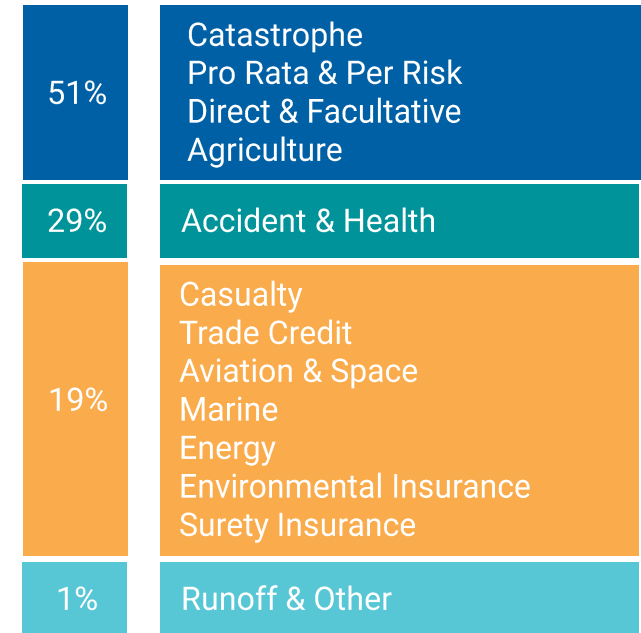 51%
Catastrophe
Pro Rata & Per Risk
Direct & Facultative
Agriculture
29%
Accident & Health
19%
Casualty
Trade Credit
Aviation & Space
Marine
Energy
Environmental Insurance
Surety Insurance
1%
Runoff & Other